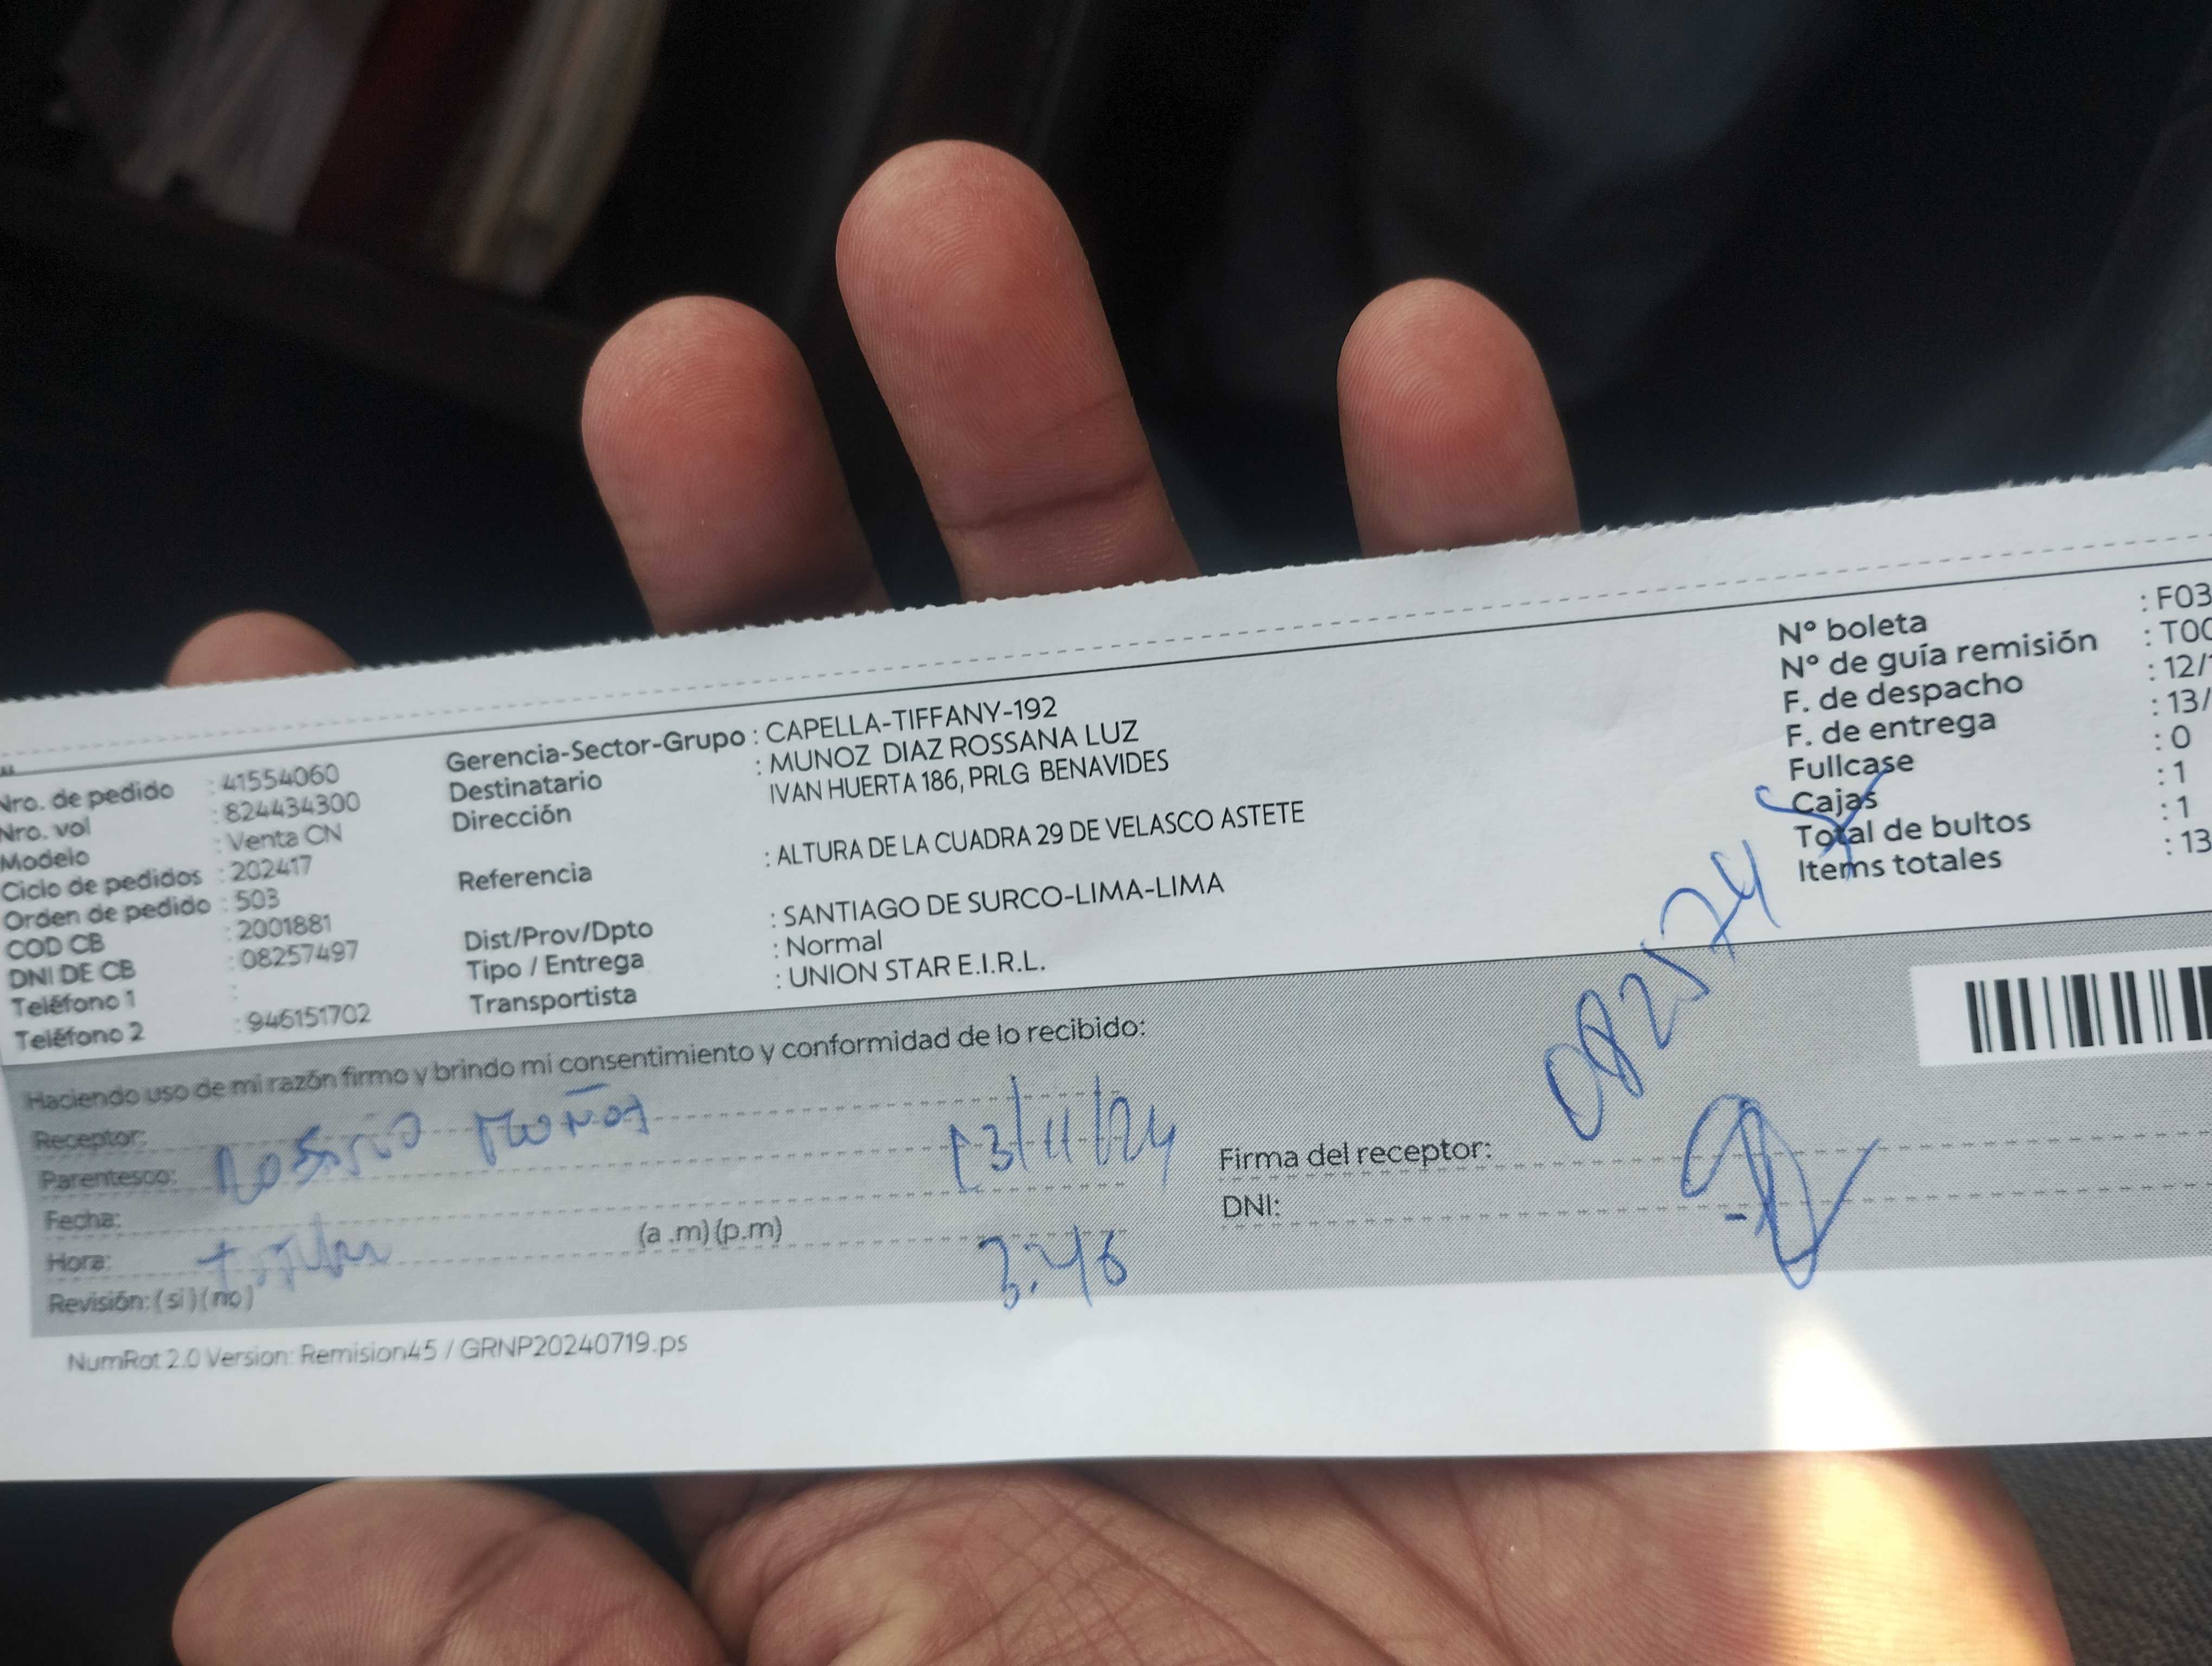 Nro. de pedido : 41554060
Nro. vol : 824434300
Modelo : Venta CN
Ciclo de pedidos : 202417
Orden de pedido : 503
COD CB : 2001881
DNI DE CB : 08257497
Teléfono 1 :
Teléfono 2 : 946151702
Gerencia-Sector-Grupo : CAPELLA-TIFFANY-192
Destinatario : MUNOZ DIAZ ROSSANA LUZ
Dirección IVAN HUERTA 186, PRLG BENAVIDES
Referencia : ALTURA DE LA CUADRA 29 DE VELASCO ASTETE
Dist/Prov/Dpto : SANTIAGO DE SURCO-LIMA-LIMA
Tipo / Entrega : Normal
Transportista : UNION STAR E.I.R.L.
N° boleta : F03
N° de guía remisión : T00
F. de despacho : 12/
F. de entrega : 13/
Fullcase : 0
Cajas : 1
Total de bultos : 1
Items totales : 13
Haciendo uso de mi razón firmo y brindo mi consentimiento y conformidad de lo recibido:
Receptor:
Parentesco:
Fecha: 13/11/24
Hora: (a .m) (p.m) 3:46
Revisión: (si) (no)
Firma del receptor:
DNI:
NumRot 2.0 Version: Remision45 / GRNP20240719.ps